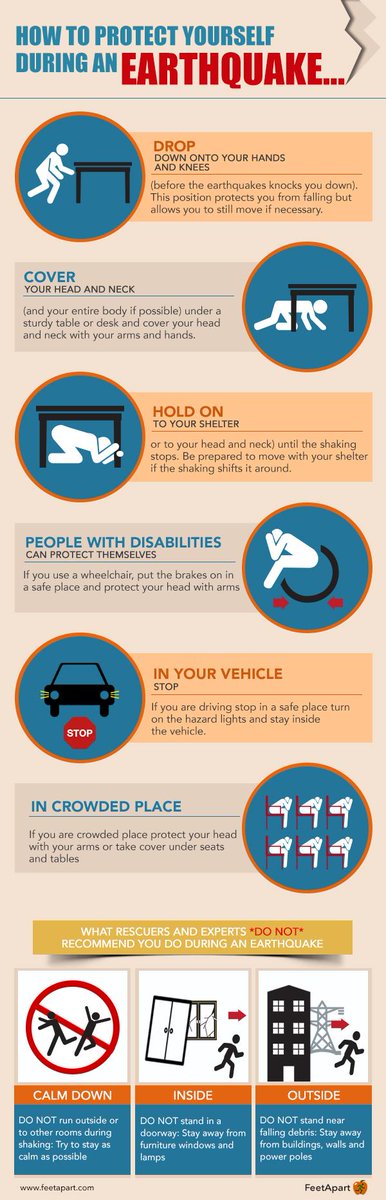 HOW TO PROTECT YOURSELF
DURING AN EARTHQUAKE...
DROP
DOWN ONTO YOUR HANDS
AND KNEES
(before the earthquakes knocks you down).
This position protects you from falling but
allows you to still move if necessary.
COVER
YOUR HEAD AND NECK
(and your entire body if possible) under a
sturdy table or desk and cover your head
and neck with your arms and hands.
HOLD ON
TO YOUR SHELTER
or to your head and neck) until the shaking
stops. Be prepared to move with your shelter
if the shaking shifts it around.
PEOPLE WITH DISABILITIES
CAN PROTECT THEMSELVES
If you use a wheelchair, put the brakes on in
a safe place and protect your head with arms
IN YOUR VEHICLE
STOP
If you are driving stop in a safe place turn
on the hazard lights and stay inside
the vehicle.
STOP
IN CROWDED PLACE
If you are crowded place protect your head
with your arms or take cover under seats
and tables
WHAT RESCUERS AND EXPERTS *DO NOT*
RECOMMEND YOU DO DURING AN EARTHQUAKE
CALM DOWN
DO NOT run outside or
to other rooms during
shaking: Try to stay as
calm as possible
INSIDE
DO NOT stand in a
doorway: Stay away from
furniture windows and
lamps
OUTSIDE
DO NOT stand near
falling debris: Stay away
from buildings, walls and
power poles
www.feetapart.com
FeetApart